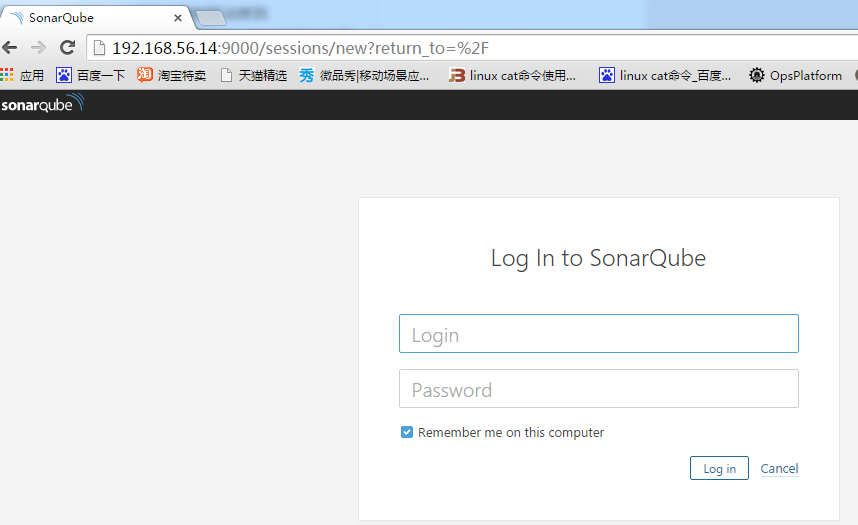 SonarQube
192.168.56.14:9000/sessions/new?return_to=%2F
应用 百度一下 淘宝特卖 天猫精选 微品秀|移动场景应... linux cat命令使用... linux cat命令_百度... OpsPlatform
sonarqube
Log In to SonarQube
Login
Password
Remember me on this computer
Log in Cancel